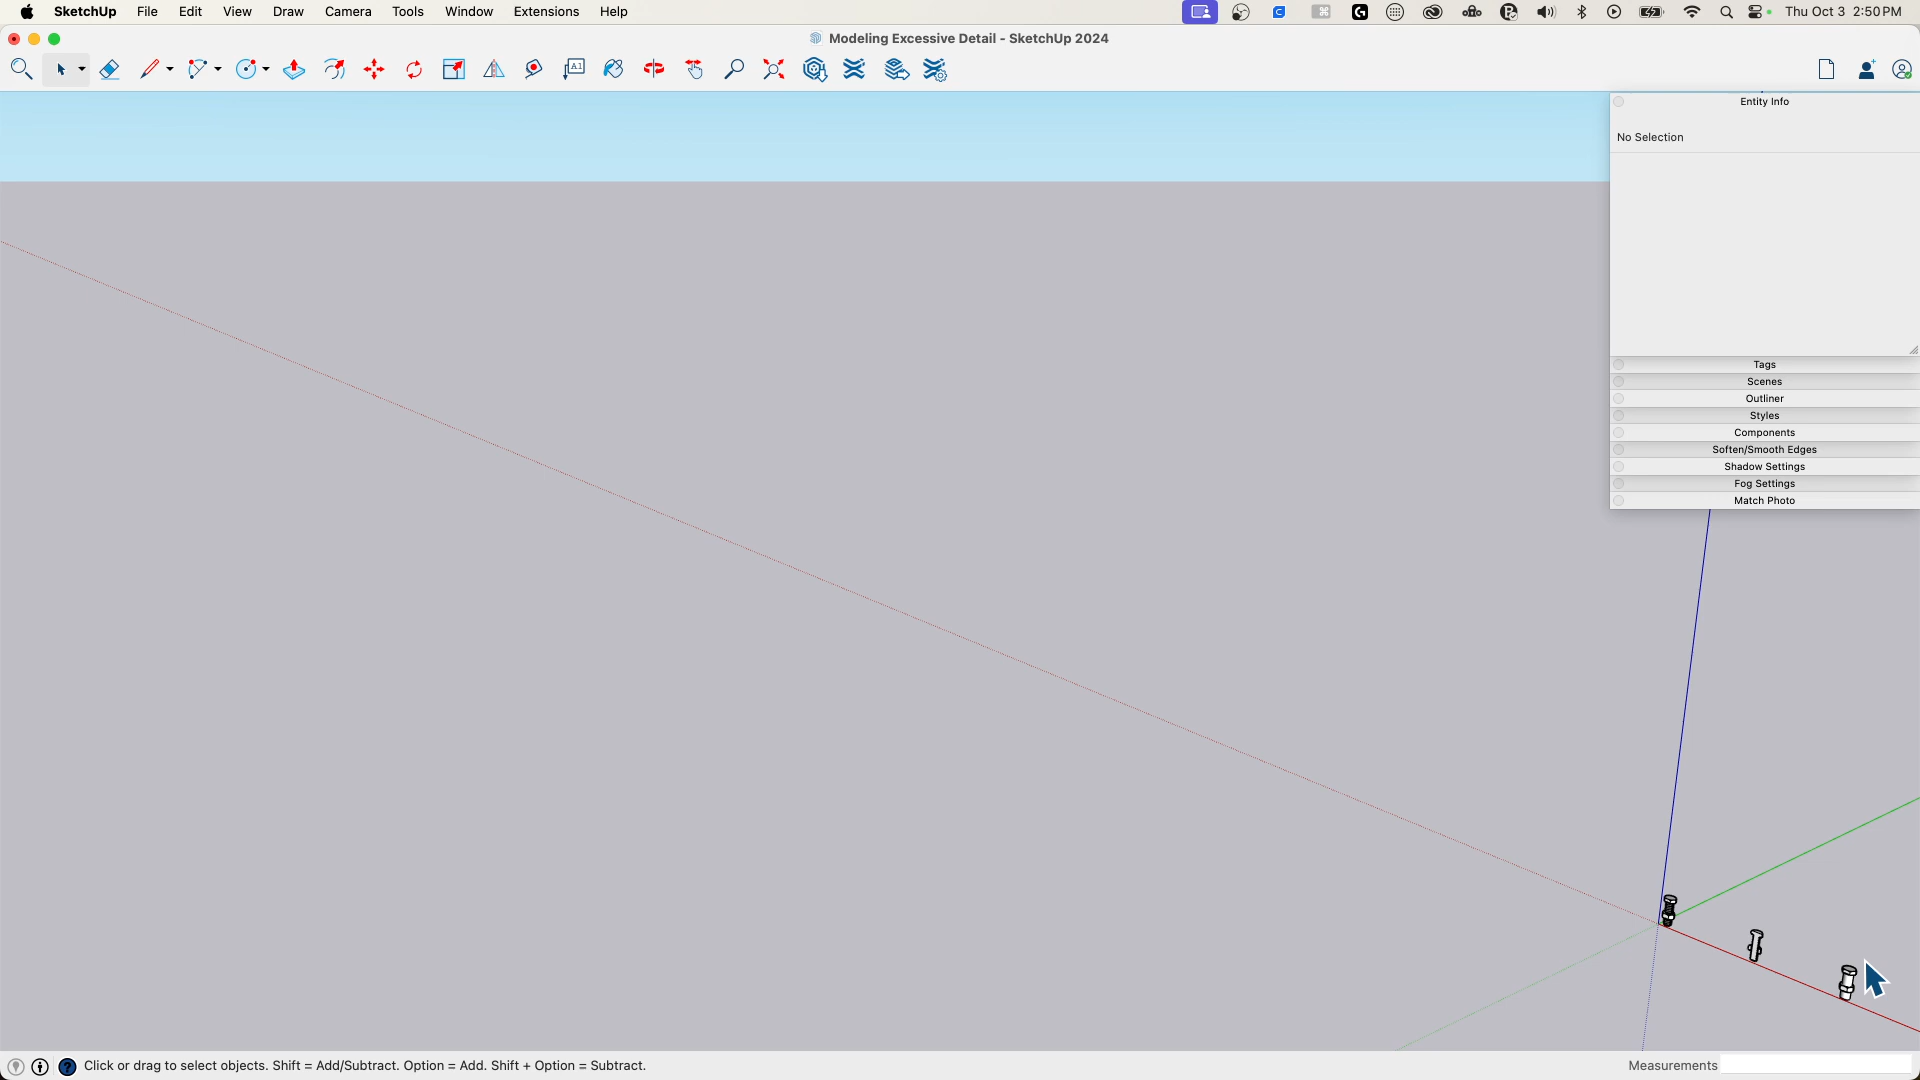 SketchUp File Edit View Draw Camera Tools Window Extensions Help Thu Oct 3 2:50 PM
Modeling Excessive Detail - SketchUp 2024
Entity Info
No Selection
Tags
Scenes
Outliner
Styles
Components
Soften/Smooth Edges
Shadow Settings
Fog Settings
Match Photo
Click or drag to select objects. Shift = Add/Subtract. Option = Add. Shift + Option = Subtract.
Measurements